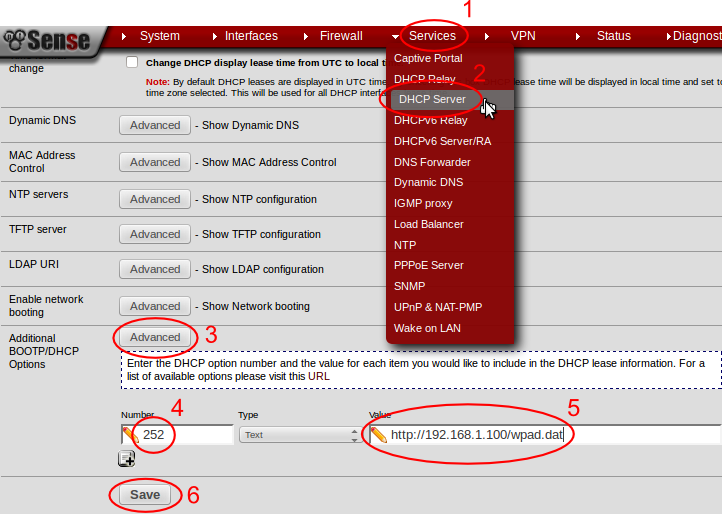 1
Sense
System
Interfaces
Firewall
Services
VPN
Status
Diagnost
change
Change DHCP display lease time from UTC to local t
Note: By default DHCP leases are displayed in UTC time
lease time will be displayed in local time and set to
time zone selected. This will be used for all DHCP interfa
Captive Portal
DHCP Relay
2
DHCP Server
DHCPv6 Relay
DHCPv6 Server/RA
DNS Forwarder
Dynamic DNS
IGMP proxy
Load Balancer
NTP
PPPoE Server
SNMP
UPnP & NAT-PMP
Wake on LAN
Dynamic DNS
Advanced - Show Dynamic DNS
MAC Address
Control
Advanced - Show MAC Address Control
NTP servers
Advanced - Show NTP configuration
TFTP server
Advanced - Show TFTP configuration
LDAP URI
Advanced - Show LDAP configuration
Enable network
booting
Advanced - Show Network booting
Additional
BOOTP/DHCP
Options
Advanced
3
Enter the DHCP option number and the value for each item you would like to include in the DHCP lease information. For a
list of available options please visit this URL
4
5
Number
Type
Value
252
Text
http://192.168.1.100/wpad.dat
Save
6